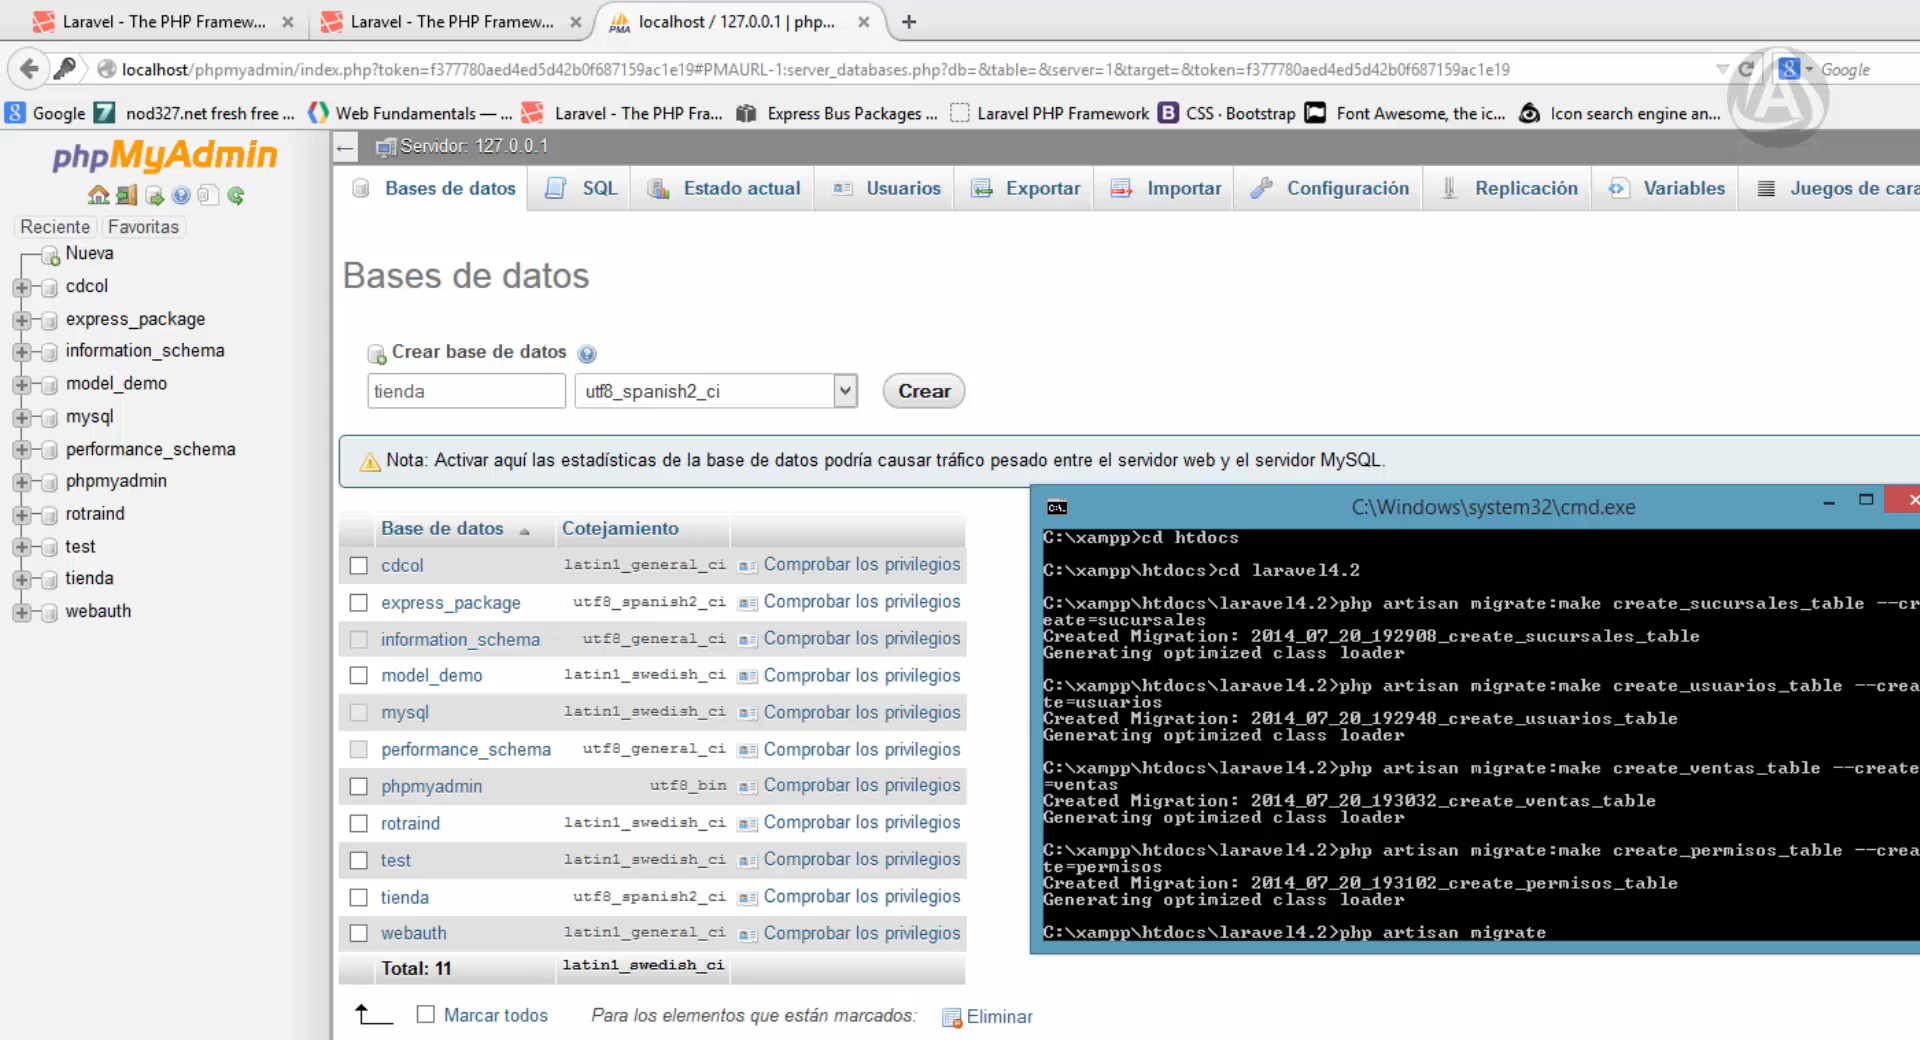 Laravel - The PHP Framew...
Laravel - The PHP Framew...
PMA
localhost / 127.0.0.1 | php...
localhost/phpmyadmin/index.php?token=f377780aed4ed5d42b0f687159ac1e19#PMAURL-1:server_databases.php?db=&table=&server=1&target=&token=f377780aed4ed5d42b0f687159ac1e19
8
Google
8 Google
7 nod327.net fresh free ...
Web Fundamentals — ...
Laravel - The PHP Fra...
Express Bus Packages ...
Laravel PHP Framework
B CSS · Bootstrap
Font Awesome, the ic...
Icon search engine an...
phpMyAdmin
Reciente
Favoritas
Nueva
cdcol
express_package
information_schema
model_demo
mysql
performance_schema
phpmyadmin
rotraind
test
tienda
webauth
Servidor: 127.0.0.1
Bases de datos
SQL
Estado actual
Usuarios
Exportar
Importar
Configuración
Replicación
Variables
Juegos de cara
Bases de datos
Crear base de datos
tienda
utf8_spanish2_ci
Crear
Nota: Activar aquí las estadísticas de la base de datos podría causar tráfico pesado entre el servidor web y el servidor MySQL.
Base de datos Cotejamiento
cdcol latin1_general_ci Comprobar los privilegios
express_package utf8_spanish2_ci Comprobar los privilegios
information_schema utf8_general_ci Comprobar los privilegios
model_demo latin1_swedish_ci Comprobar los privilegios
mysql latin1_swedish_ci Comprobar los privilegios
performance_schema utf8_general_ci Comprobar los privilegios
phpmyadmin utf8_bin Comprobar los privilegios
rotraind latin1_swedish_ci Comprobar los privilegios
test latin1_swedish_ci Comprobar los privilegios
tienda utf8_spanish2_ci Comprobar los privilegios
webauth latin1_general_ci Comprobar los privilegios
Total: 11 latin1_swedish_ci
Marcar todos
Para los elementos que están marcados:
Eliminar
C:\Windows\system32\cmd.exe
C:\xampp>cd htdocs
C:\xampp\htdocs>cd laravel4.2
C:\xampp\htdocs\laravel4.2>php artisan migrate:make create_sucursales_table --cr
eate=sucursales
Created Migration: 2014_07_20_192908_create_sucursales_table
Generating optimized class loader
C:\xampp\htdocs\laravel4.2>php artisan migrate:make create_usuarios_table --crea
te=usuarios
Created Migration: 2014_07_20_192948_create_usuarios_table
Generating optimized class loader
C:\xampp\htdocs\laravel4.2>php artisan migrate:make create_ventas_table --create
=ventas
Created Migration: 2014_07_20_193032_create_ventas_table
Generating optimized class loader
C:\xampp\htdocs\laravel4.2>php artisan migrate:make create_permisos_table --crea
te=permisos
Created Migration: 2014_07_20_193102_create_permisos_table
Generating optimized class loader
C:\xampp\htdocs\laravel4.2>php artisan migrate